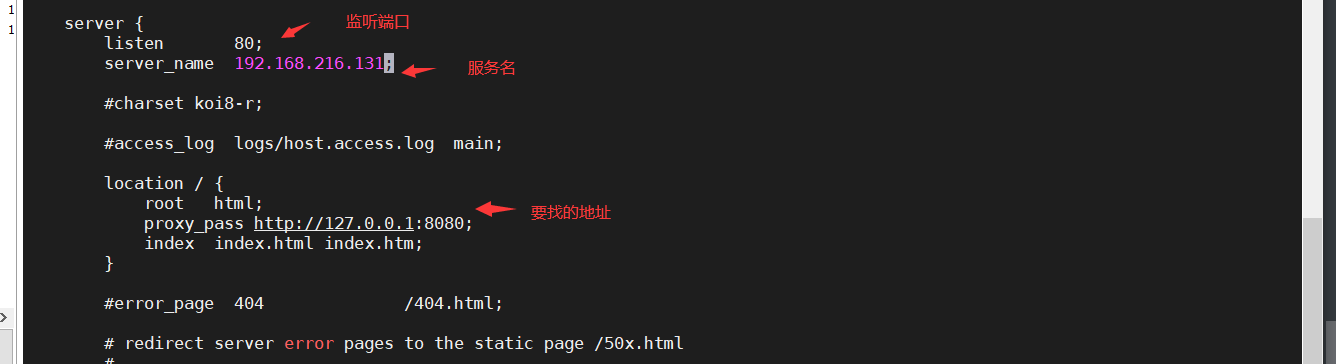 1
1
server {
监听端口
listen       80;
server_name  192.168.216.131;
服务名
#charset koi8-r;
#access_log  logs/host.access.log  main;
location / {
root   html;
要找的地址
proxy_pass http://127.0.0.1:8080;
index  index.html index.htm;
}
#error_page  404              /404.html;
# redirect server error pages to the static page /50x.html
#